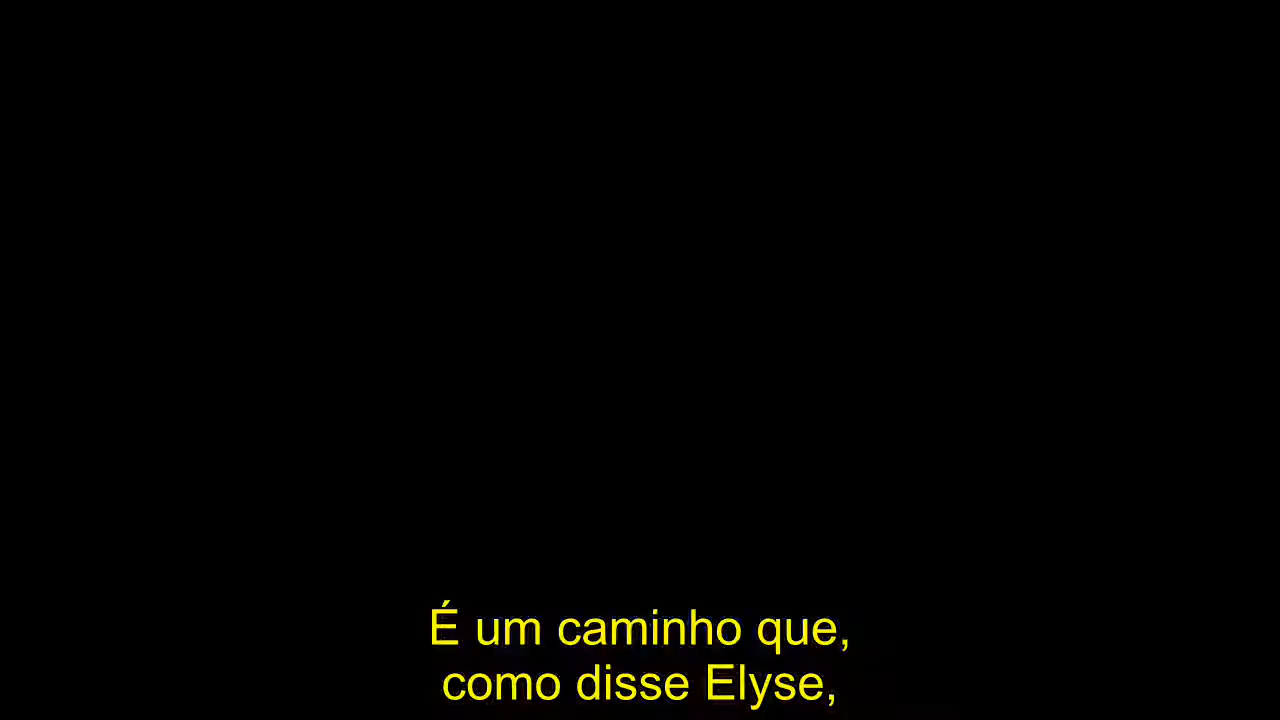 É um caminho que,
como disse Elyse,